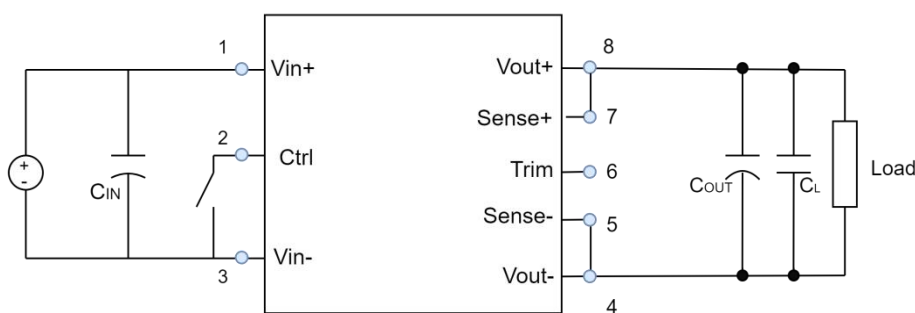 1
Vin+
2
Ctrl
3
Vin-
+
-
CIN
8
Vout+
7
Sense+
6
Trim
5
Sense-
4
Vout-
COUT
CL
Load